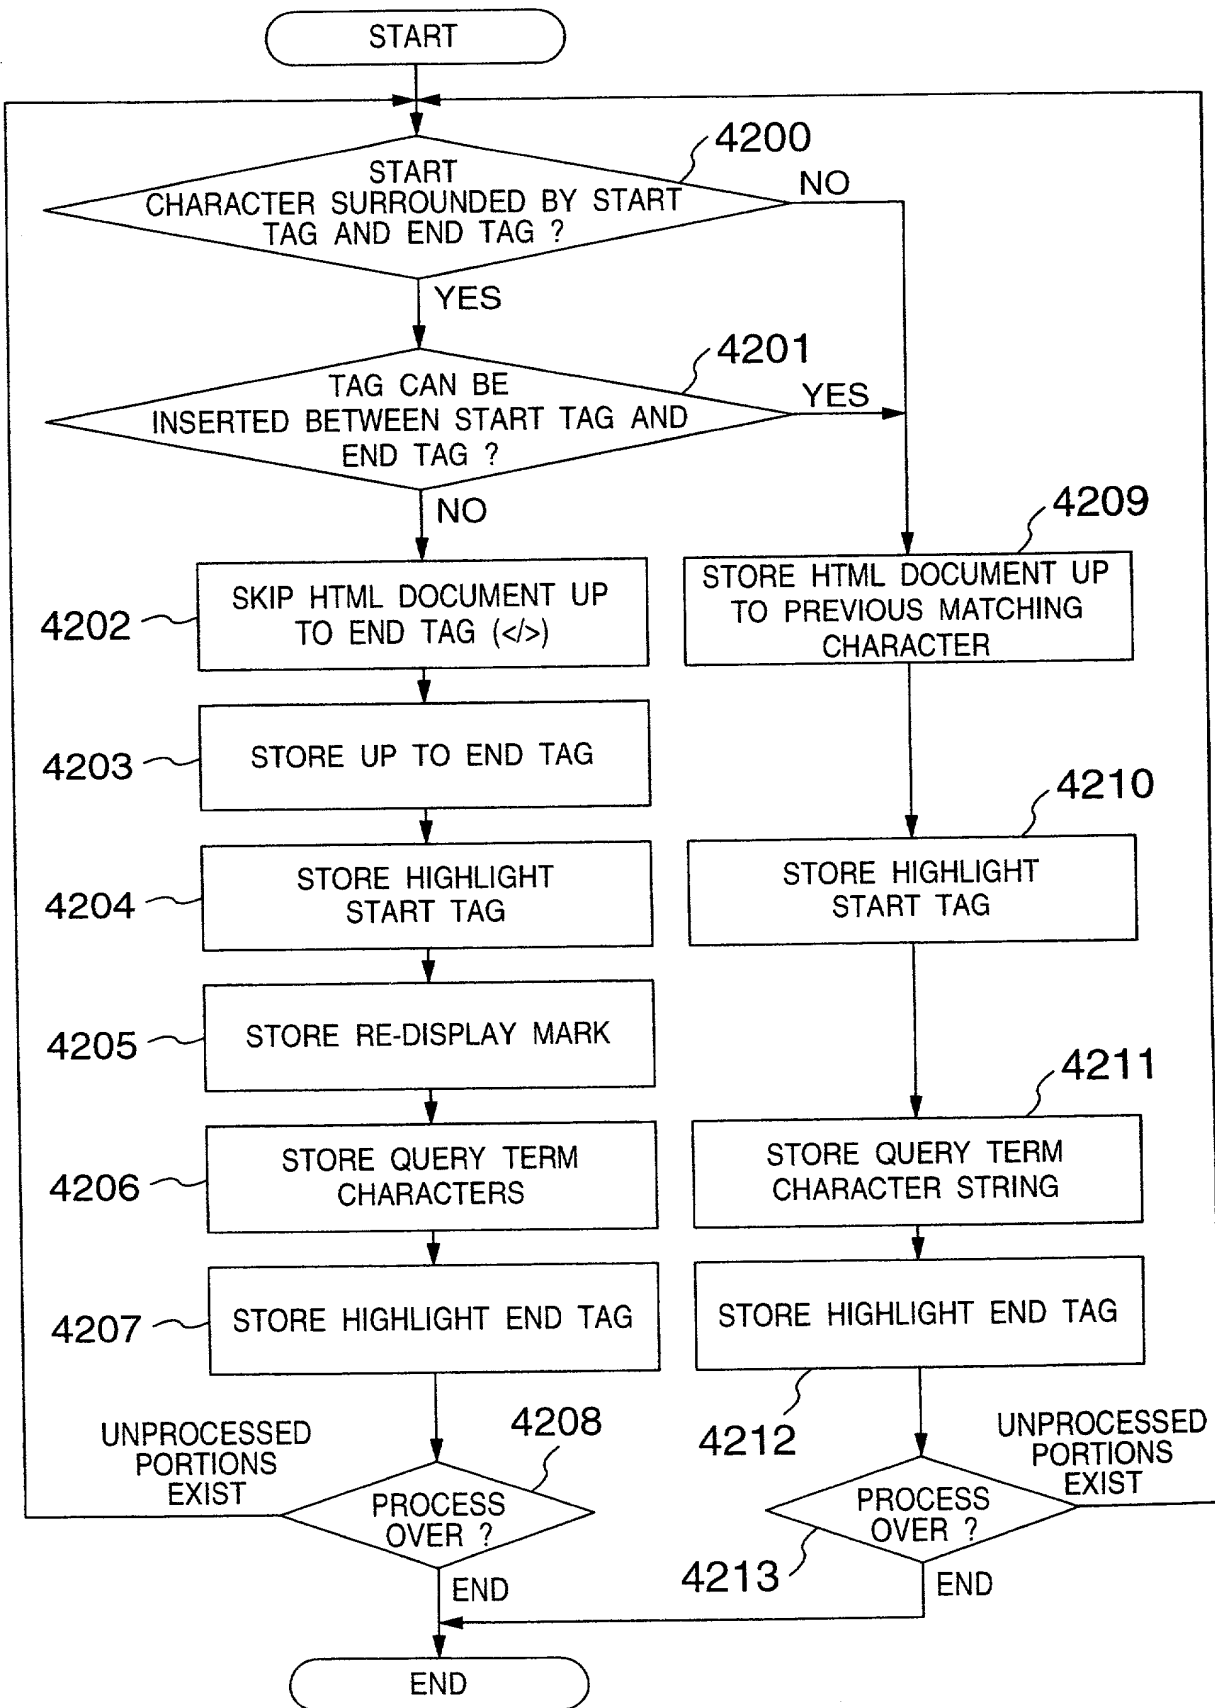 START
4200
START
CHARACTER SURROUNDED BY START
TAG AND END TAG ?
NO
YES
4201
TAG CAN BE
INSERTED BETWEEN START TAG AND
END TAG ?
YES
NO
4209
4202
SKIP HTML DOCUMENT UP
TO END TAG (</>)
STORE HTML DOCUMENT UP
TO PREVIOUS MATCHING
CHARACTER
4203
STORE UP TO END TAG
4210
4204
STORE HIGHLIGHT
START TAG
STORE HIGHLIGHT
START TAG
4205
STORE RE-DISPLAY MARK
4211
4206
STORE QUERY TERM
CHARACTERS
STORE QUERY TERM
CHARACTER STRING
4207
STORE HIGHLIGHT END TAG
STORE HIGHLIGHT END TAG
4208
4212
UNPROCESSED
PORTIONS
EXIST
UNPROCESSED
PORTIONS
EXIST
PROCESS
OVER ?
PROCESS
OVER ?
4213
END
END
END